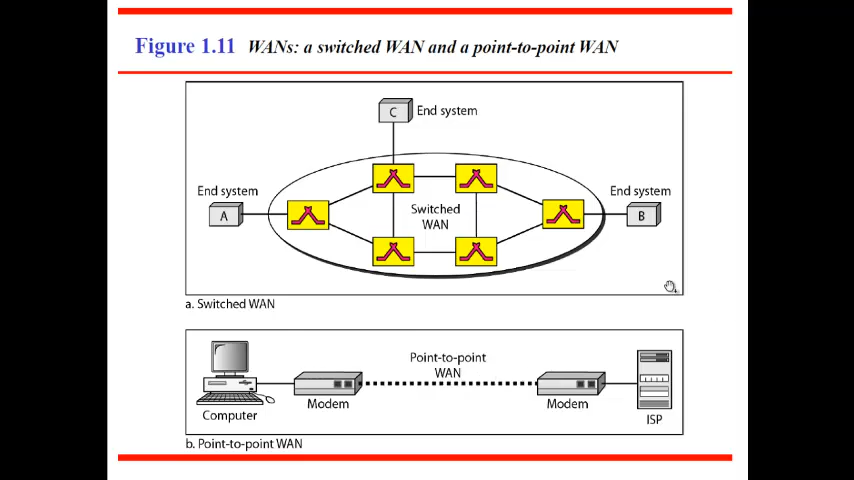 Figure 1.11 WANs: a switched WAN and a point-to-point WAN
C End system
End system
A
Switched
WAN
End system
B
a. Switched WAN
Point-to-point
WAN
Computer
Modem
Modem
ISP
b. Point-to-point WAN